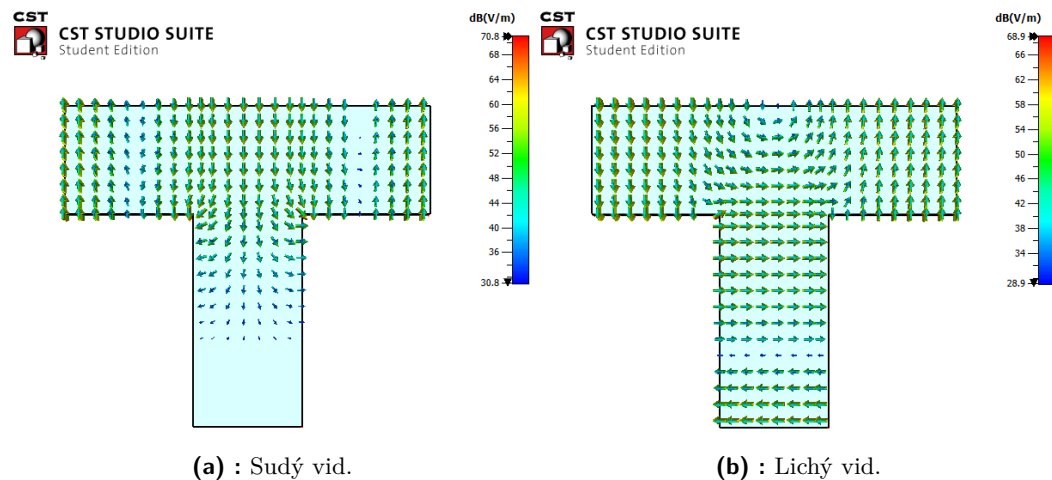 CST
CST STUDIO SUITE
Student Edition
dB(V/m)
70.8
68
64
60
56
52
48
44
40
36
30.8
(a) : Sudý vid.
CST
CST STUDIO SUITE
Student Edition
dB(V/m)
68.9
66
62
58
54
50
46
42
38
34
28.9
(b) : Lichý vid.